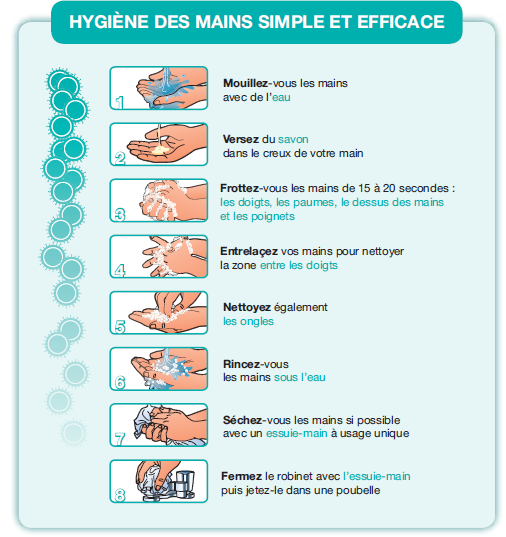 HYGIÈNE DES MAINS SIMPLE ET EFFICACE
1
Mouillez-vous les mains
avec de l'eau
2
Versez du savon
dans le creux de votre main
3
Frottez-vous les mains de 15 à 20 secondes :
les doigts, les paumes, le dessus des mains
et les poignets
4
Entrelaçez vos mains pour nettoyer
la zone entre les doigts
5
Nettoyez également
les ongles
6
Rincez-vous
les mains sous l'eau
7
Séchez-vous les mains si possible
avec un essuie-main à usage unique
8
Fermez le robinet avec l'essuie-main
puis jetez-le dans une poubelle